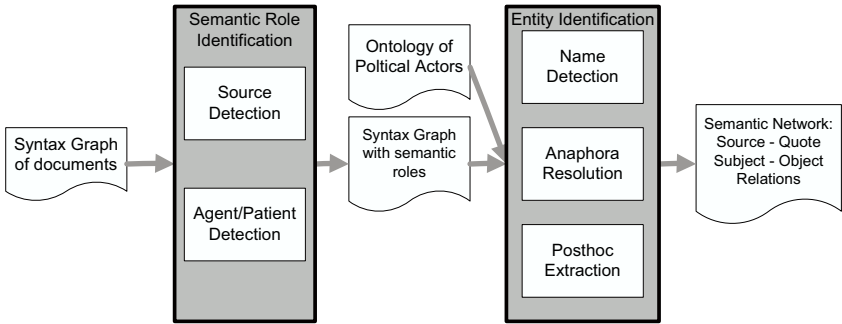 Syntax Graph
of documents
Semantic Role
Identification
Source
Detection
Agent/Patient
Detection
Ontology of
Poltical Actors
Syntax Graph
with semantic
roles
Entity Identification
Name
Detection
Anaphora
Resolution
Posthoc
Extraction
Semantic Network:
Source - Quote
Subject - Object
Relations